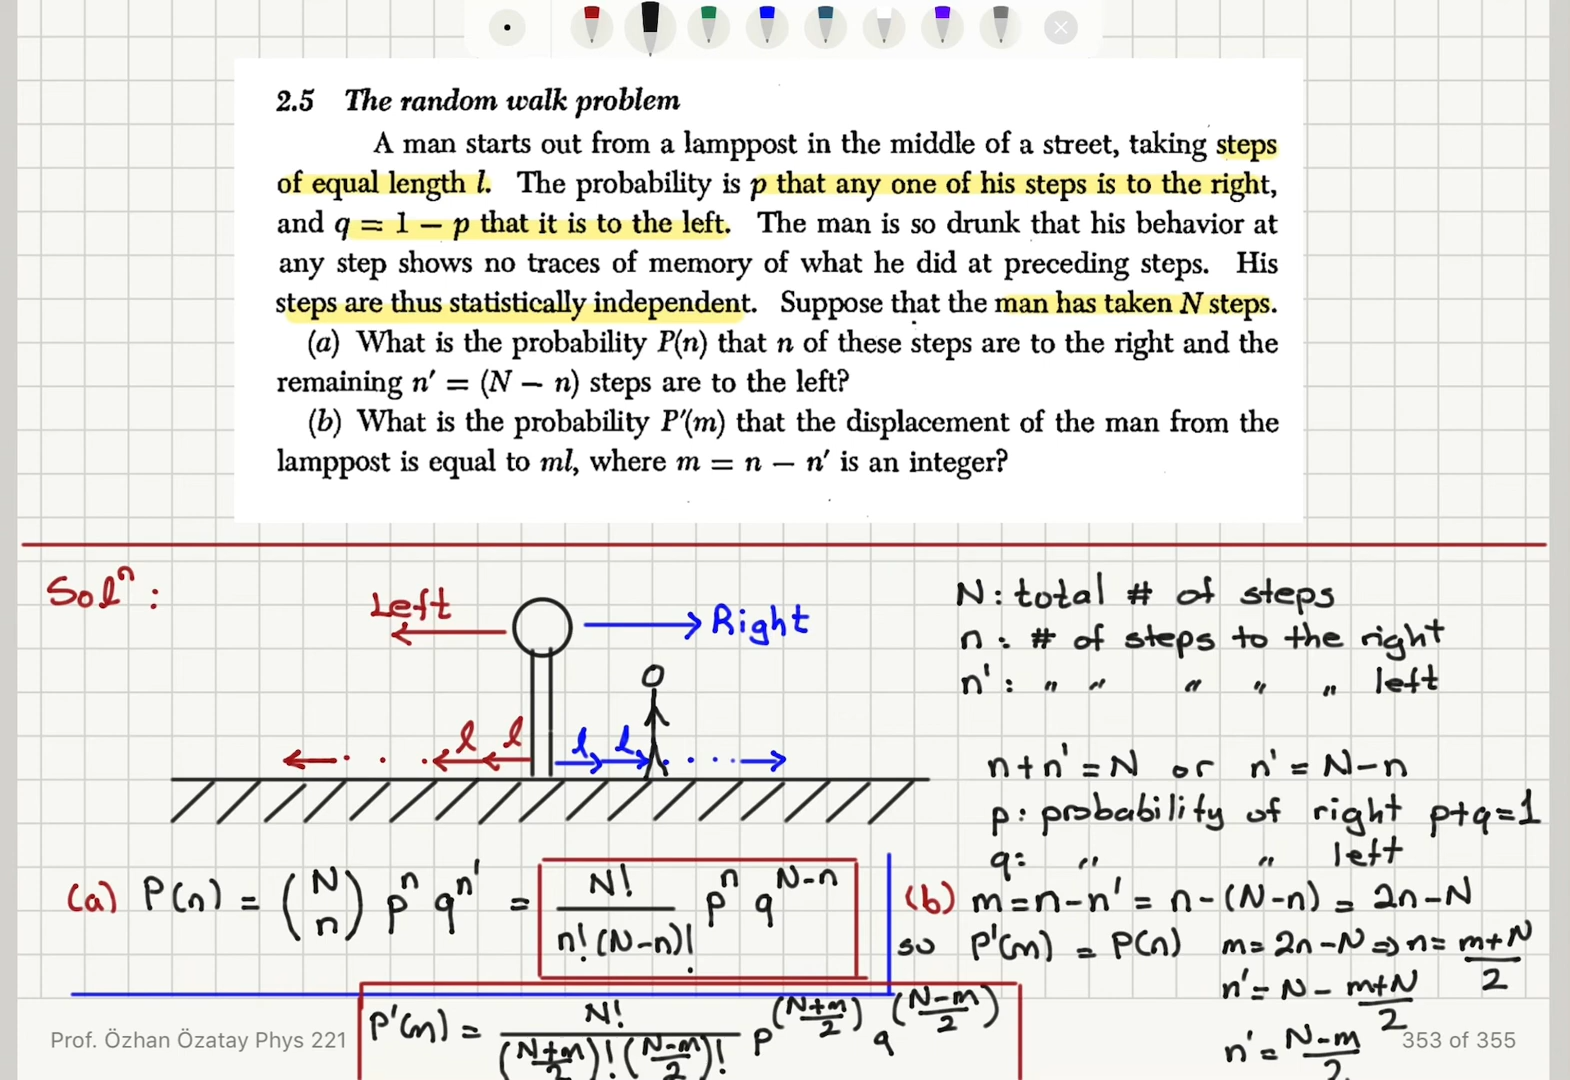 2.5 The random walk problem
A man starts out from a lamppost in the middle of a street, taking steps
of equal length l. The probability is p that any one of his steps is to the right,
and q = 1 − p that it is to the left. The man is so drunk that his behavior at
any step shows no traces of memory of what he did at preceding steps. His
steps are thus statistically independent. Suppose that the man has taken N steps.
(a) What is the probability P(n) that n of these steps are to the right and the
remaining n′ = (N − n) steps are to the left?
(b) What is the probability P′(m) that the displacement of the man from the
lamppost is equal to ml, where m = n − n′ is an integer?
Solⁿ :
Left
Right
l l
l l
N : total # of steps
n : # of steps to the right
n' : " " " " " left
n+n' = N or n' = N-n
p : probability of right p+q=1
q: " " left
(a) P(n) = (N n) pⁿ qⁿ' = N! / n! (N-n)! pⁿ q^(N-n)
(b) m=n-n' = n-(N-n) = 2n-N
so P'(m) = P(n) m= 2n-N ⇒ n= (m+N)/2
n'= N - (m+N)/2
n' = (N-m)/2
P'(m) = N! / ((N+m)/2)! ((N-m)/2)! p^((N+m)/2) q^((N-m)/2)
Prof. Özhan Özatay Phys 221
353 of 355